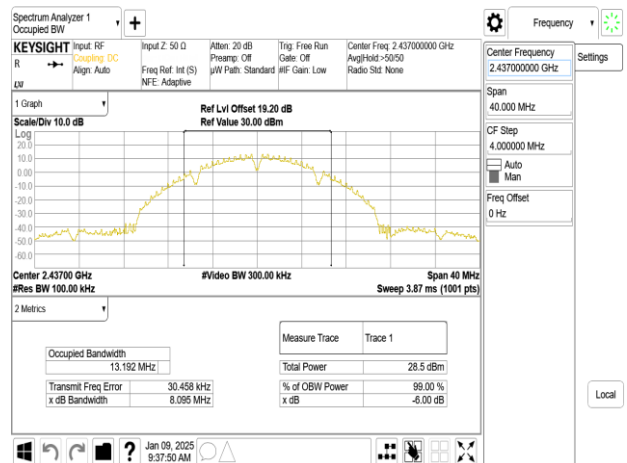 Spectrum Analyzer 1
Occupied BW
Frequency
KEYSIGHT
R
LXI
Input: RF
Coupling: DC
Align: Auto
Input Z: 50 Ω
Freq Ref: Int (S)
NFE: Adaptive
Atten: 20 dB
Preamp: Off
µW Path: Standard
Trig: Free Run
Gate: Off
#IF Gain: Low
Center Freq: 2.437000000 GHz
Avg|Hold:>50/50
Radio Std: None
Center Frequency
2.437000000 GHz
Settings
Span
40.000 MHz
CF Step
4.000000 MHz
Auto
Man
Freq Offset
0 Hz
Local
1 Graph
Scale/Div 10.0 dB
Ref Lvl Offset 19.20 dB
Ref Value 30.00 dBm
Log
20.0
10.0
0.00
-10.0
-20.0
-30.0
-40.0
-50.0
-60.0
Center 2.43700 GHz
#Res BW 100.00 kHz
#Video BW 300.00 kHz
Span 40 MHz
Sweep 3.87 ms (1001 pts)
2 Metrics
Measure Trace Trace 1
Occupied Bandwidth
13.192 MHz
Total Power 28.5 dBm
Transmit Freq Error 30.458 kHz
% of OBW Power 99.00 %
x dB Bandwidth 8.095 MHz
x dB -6.00 dB
?
Jan 09, 2025
9:37:50 AM